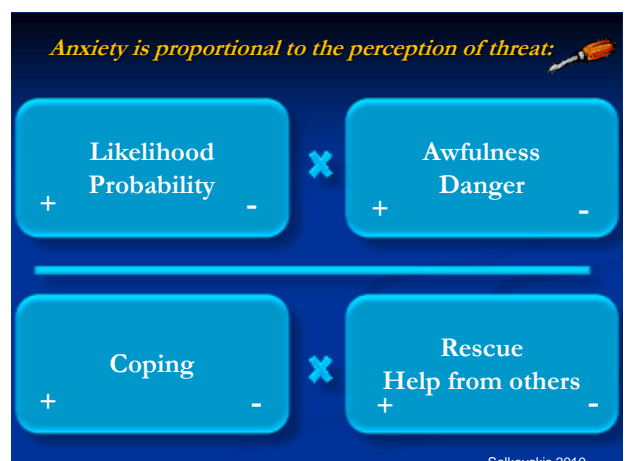 Anxiety is proportional to the perception of threat:
Likelihood
Probability
+ -
Awfulness
Danger
+ -
Coping
+ -
Rescue
Help from others
+ -